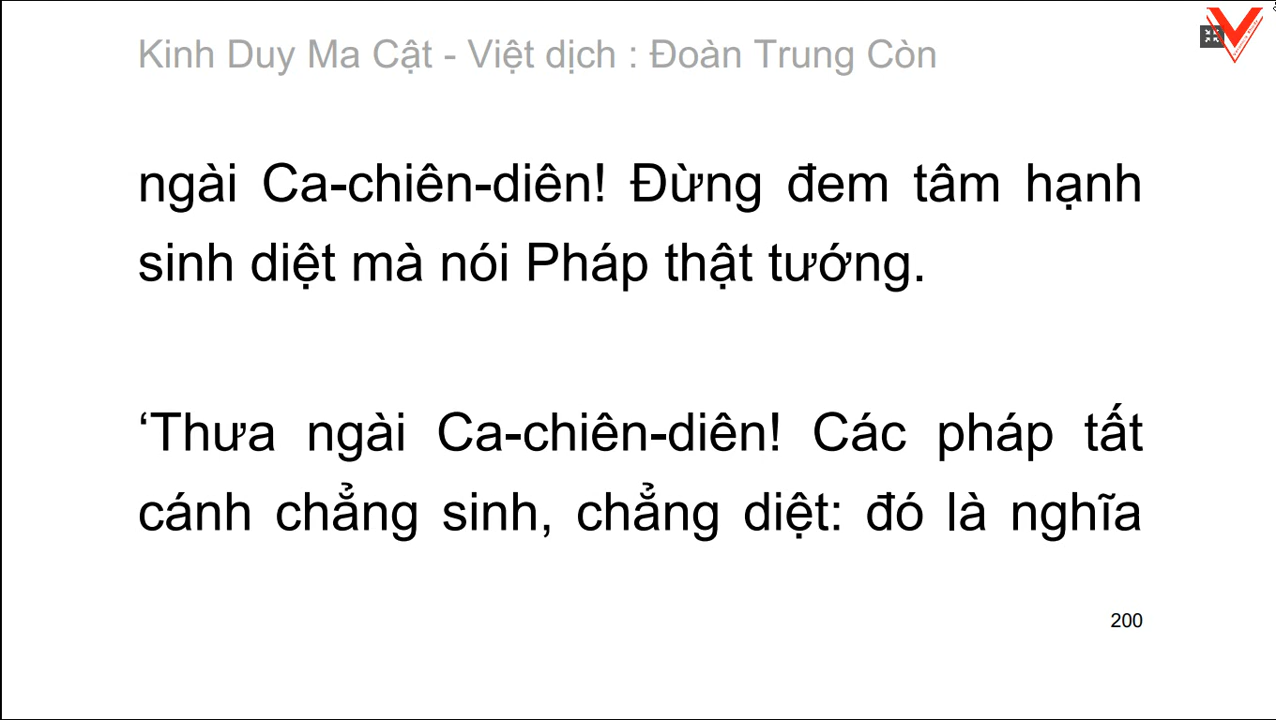 Kinh Duy Ma Cật - Việt dịch : Đoàn Trung Còn
ngài Ca-chiên-diên! Đừng đem tâm hạnh
sinh diệt mà nói Pháp thật tướng.
‘Thưa ngài Ca-chiên-diên! Các pháp tất
cánh chẳng sinh, chẳng diệt: đó là nghĩa
200